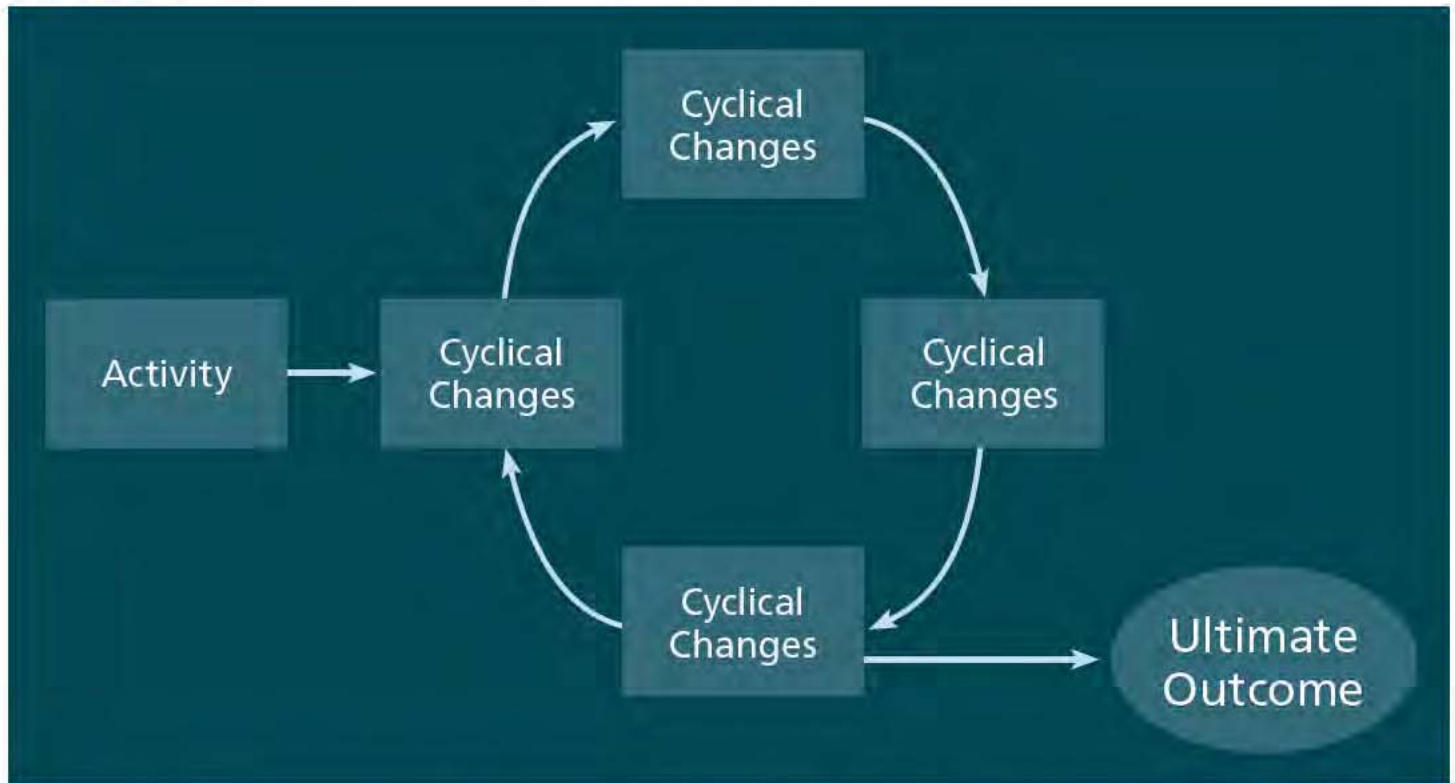 Cyclical
Changes
Activity
Cyclical
Changes
Cyclical
Changes
Cyclical
Changes
Ultimate
Outcome